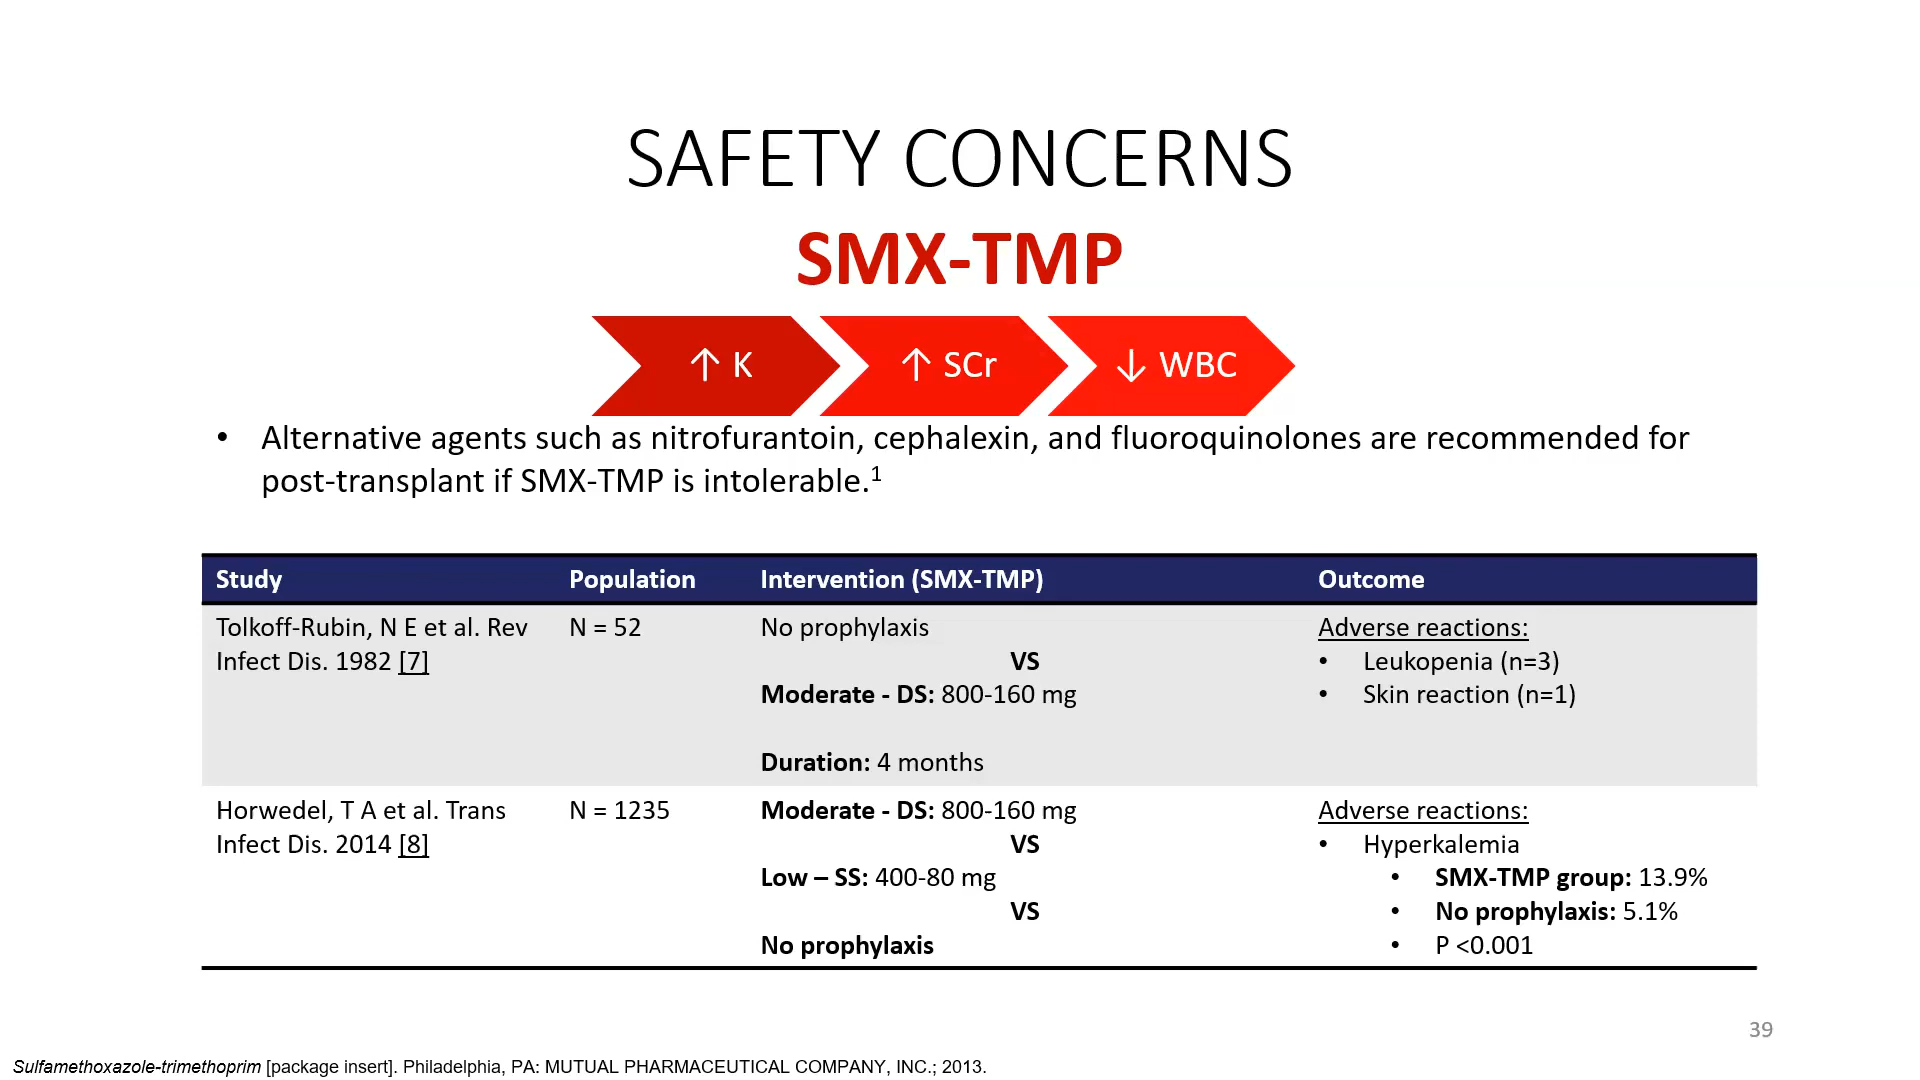 SAFETY CONCERNS
SMX-TMP
↑ K
↑ SCr
↓ WBC
• Alternative agents such as nitrofurantoin, cephalexin, and fluoroquinolones are recommended for
post-transplant if SMX-TMP is intolerable.¹
Study Population Intervention (SMX-TMP) Outcome
Tolkoff-Rubin, N E et al. Rev
Infect Dis. 1982 [7]
N = 52
No prophylaxis
VS
Moderate - DS: 800-160 mg
Duration: 4 months
Adverse reactions:
• Leukopenia (n=3)
• Skin reaction (n=1)
Horwedel, T A et al. Trans
Infect Dis. 2014 [8]
N = 1235
Moderate - DS: 800-160 mg
VS
Low – SS: 400-80 mg
VS
No prophylaxis
Adverse reactions:
• Hyperkalemia
• SMX-TMP group: 13.9%
• No prophylaxis: 5.1%
• P <0.001
39
Sulfamethoxazole-trimethoprim [package insert]. Philadelphia, PA: MUTUAL PHARMACEUTICAL COMPANY, INC.; 2013.